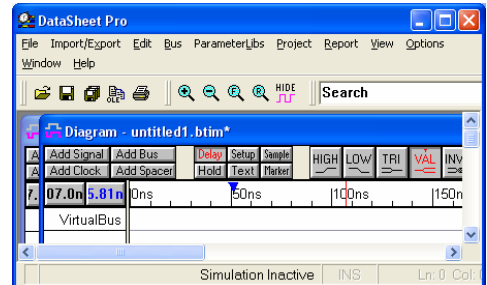 DataSheet Pro
File Import/Export Edit Bus ParameterLibs Project Report View Options
Window Help
OLE HIDE Search
Diagram - untitled1.btim*
Add Signal Add Bus Delay Setup Sample HIGH LOW TRI VAL INV
Add Clock Add Spacer Hold Text Marker
7. 07.0n 5.81n 0ns 50ns 100ns 150n
VirtualBus
Simulation Inactive INS Ln: 0 Col: